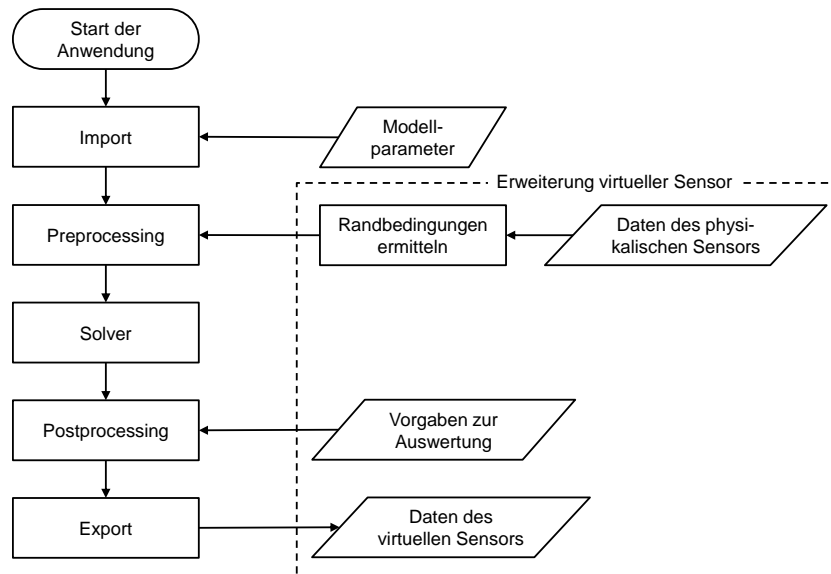 Start der
Anwendung
Import
Modell-
parameter
Erweiterung virtueller Sensor
Preprocessing
Randbedingungen
ermitteln
Daten des physi-
kalischen Sensors
Solver
Postprocessing
Vorgaben zur
Auswertung
Export
Daten des
virtuellen Sensors